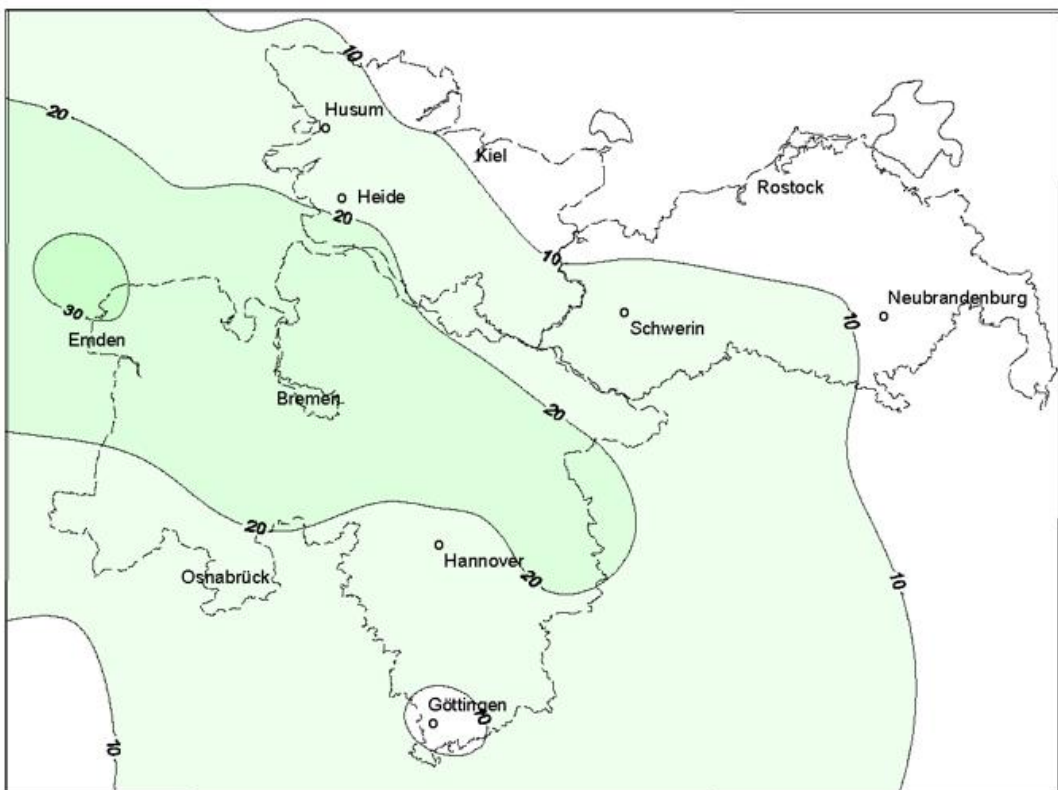 10
20
Husum
Kiel
Rostock
Heide
20
10
Neubrandenburg
30
10
Schwerin
Emden
Bremen
20
20
Hannover
Osnabrück
20
10
Göttingen
10
10